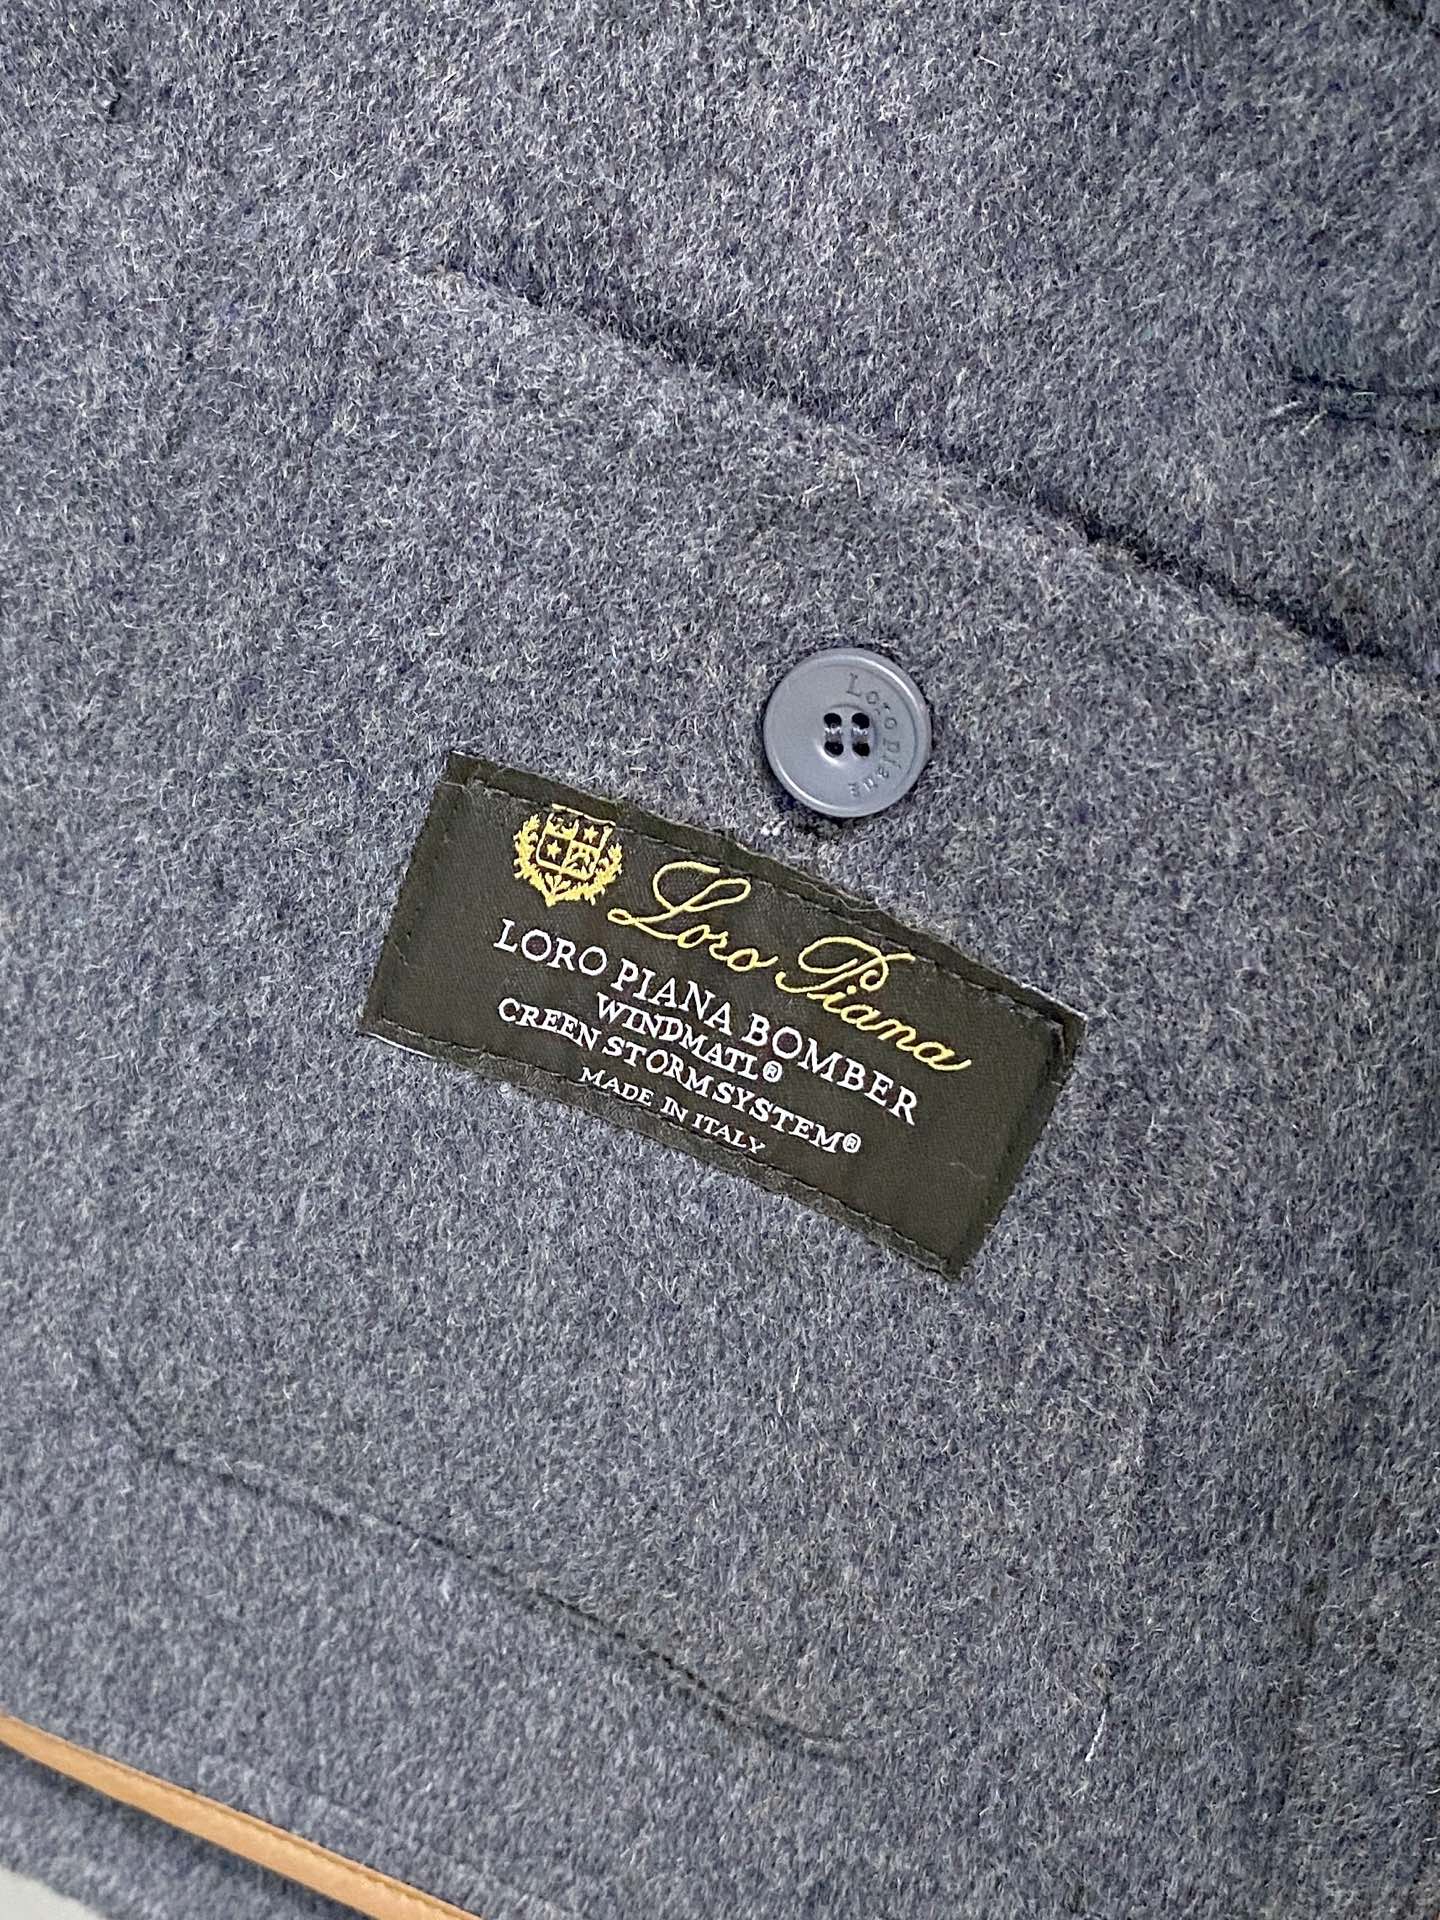 Loro Piana
Loro Piana
LORO PIANA BOMBER
WINDMATL®
CREEN STORMSYSTEM®
MADE IN ITALY